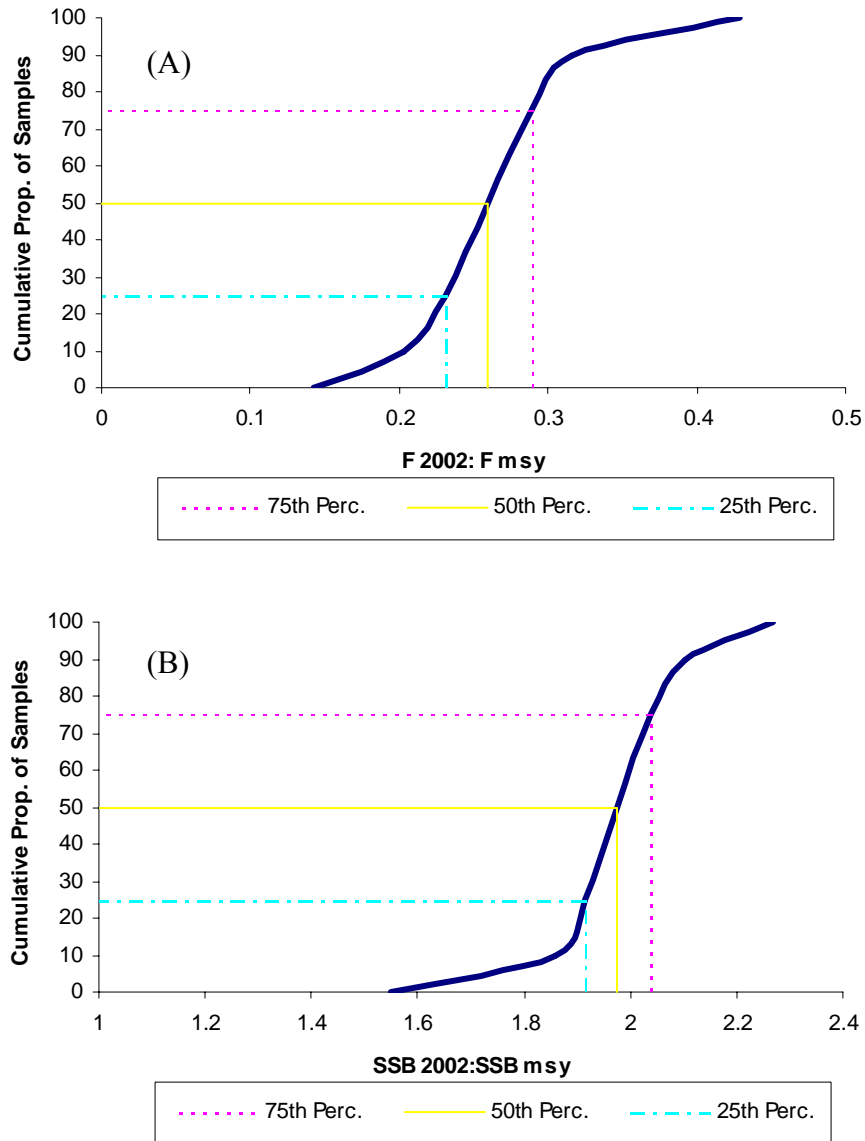 100
90
80
70
60
50
40
30
20
10
0
Cumulative Prop. of Samples
(A)
0 0.1 0.2 0.3 0.4 0.5
F 2002: F msy
75th Perc. 50th Perc. 25th Perc.
100
90
80
70
60
50
40
30
20
10
0
Cumulative Prop. of Samples
(B)
1 1.2 1.4 1.6 1.8 2 2.2 2.4
SSB 2002:SSB msy
75th Perc. 50th Perc. 25th Perc.